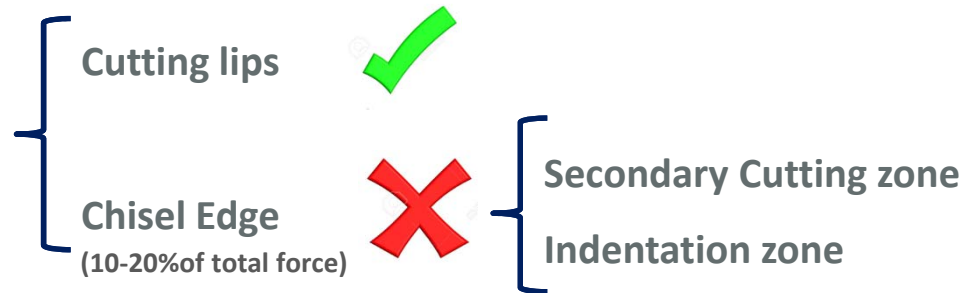 Cutting lips
Secondary Cutting zone
Chisel Edge
(10-20%of total force)
Indentation zone